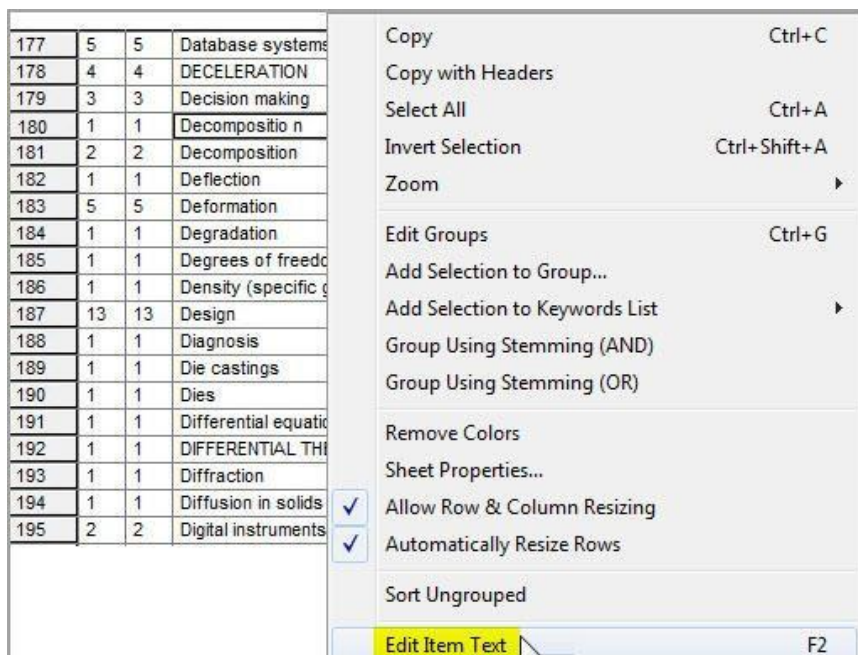 177 5 5 Database systems
178 4 4 DECELERATION
179 3 3 Decision making
180 1 1 Decompositio n
181 2 2 Decomposition
182 1 1 Deflection
183 5 5 Deformation
184 1 1 Degradation
185 1 1 Degrees of freedo
186 1 1 Density (specific g
187 13 13 Design
188 1 1 Diagnosis
189 1 1 Die castings
190 1 1 Dies
191 1 1 Differential equatio
192 1 1 DIFFERENTIAL THE
193 1 1 Diffraction
194 1 1 Diffusion in solids
195 2 2 Digital instruments
Copy Ctrl+C
Copy with Headers
Select All Ctrl+A
Invert Selection Ctrl+Shift+A
Zoom
Edit Groups Ctrl+G
Add Selection to Group...
Add Selection to Keywords List
Group Using Stemming (AND)
Group Using Stemming (OR)
Remove Colors
Sheet Properties...
Allow Row & Column Resizing
Automatically Resize Rows
Sort Ungrouped
Edit Item Text F2